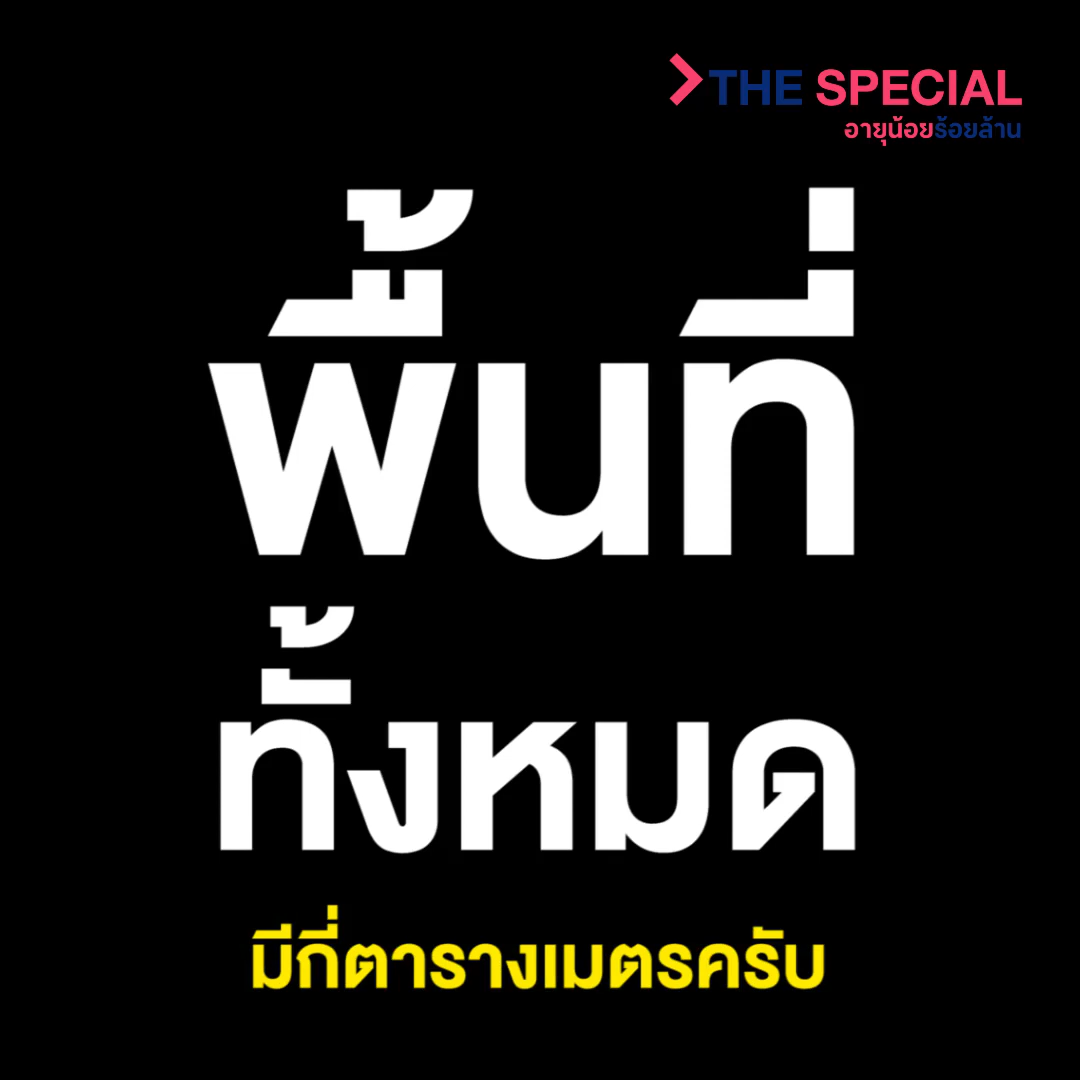 THE SPECIAL
อายุน้อยร้อยล้าน
พื้นที่
ทั้งหมด
มีกี่ตารางเมตรครับ